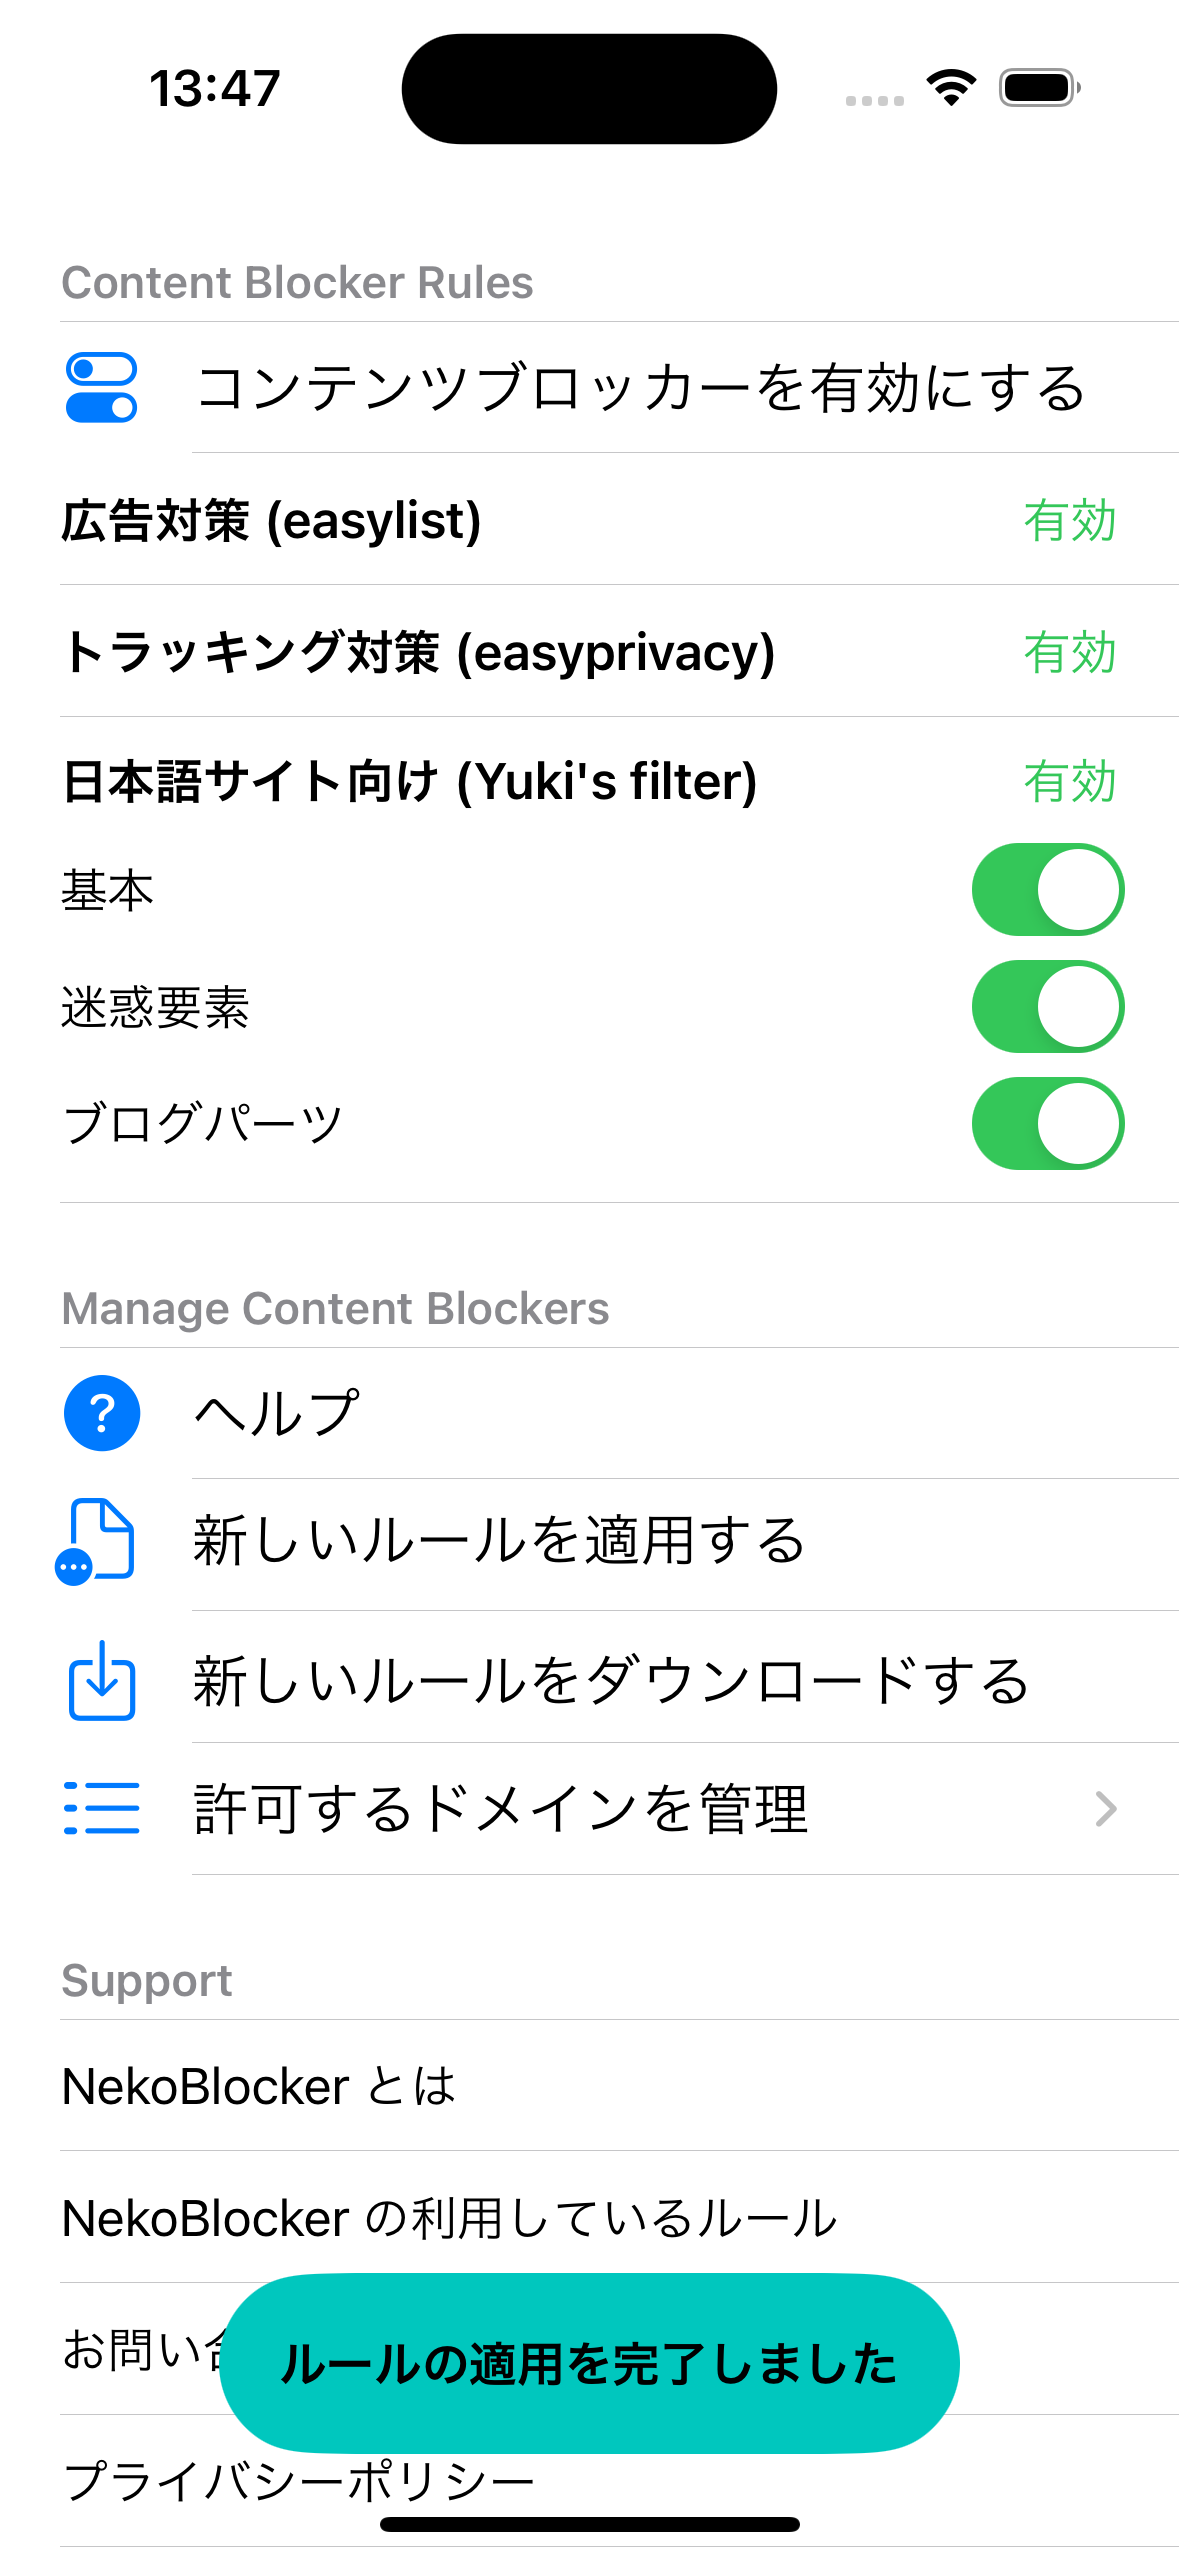 13:47
Content Blocker Rules
コンテンツブロッカーを有効にする
広告対策 (easylist) 有効
トラッキング対策 (easyprivacy) 有効
日本語サイト向け (Yuki's filter) 有効
基本
迷惑要素
ブログパーツ
Manage Content Blockers
ヘルプ
新しいルールを適用する
新しいルールをダウンロードする
許可するドメインを管理
Support
NekoBlocker とは
NekoBlocker の利用しているルール
お問い
ルールの適用を完了しました
プライバシーポリシー